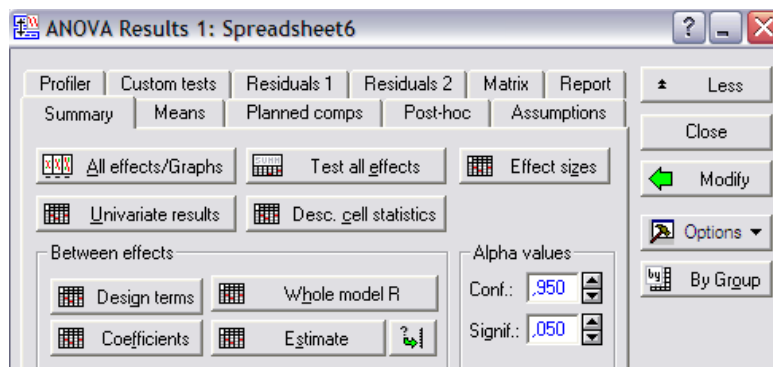 ANOVA Results 1: Spreadsheet6
Profiler Custom tests Residuals 1 Residuals 2 Matrix Report
Summary Means Planned comps Post-hoc Assumptions
Less
Close
Modify
Options
By Group
All effects/Graphs Test all effects Effect sizes
Univariate results Desc. cell statistics
Between effects
Design terms Whole model R
Coefficients Estimate
Alpha values
Conf.: ,950
Signif.: ,050